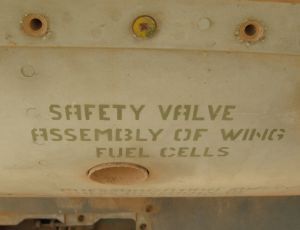 SAFETY VALVE
ASSEMBLY OF WING
FUEL CELLS